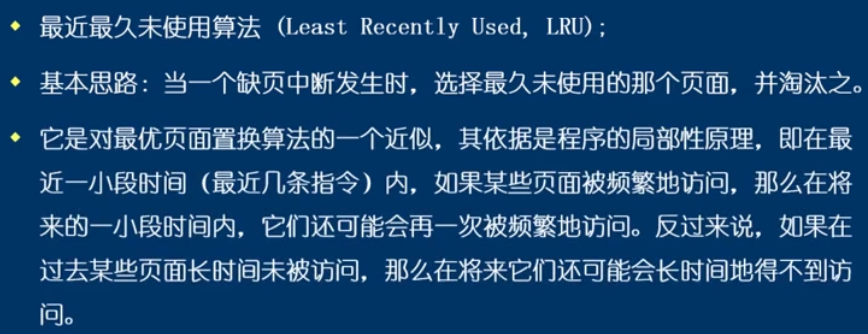 最近最久未使用算法 (Least Recently Used, LRU);
基本思路: 当一个缺页中断发生时, 选择最久未使用的那个页面, 并淘汰之。
它是对最优页面置换算法的一个近似, 其依据是程序的局部性原理, 即在最
近一小段时间 (最近几条指令) 内, 如果某些页面被频繁地访问, 那么在将
来的一小段时间内, 它们还可能会再一次被频繁地访问。反过来说, 如果在
过去某些页面长时间未被访问, 那么在将来它们还可能会长时间地得不到访
问。